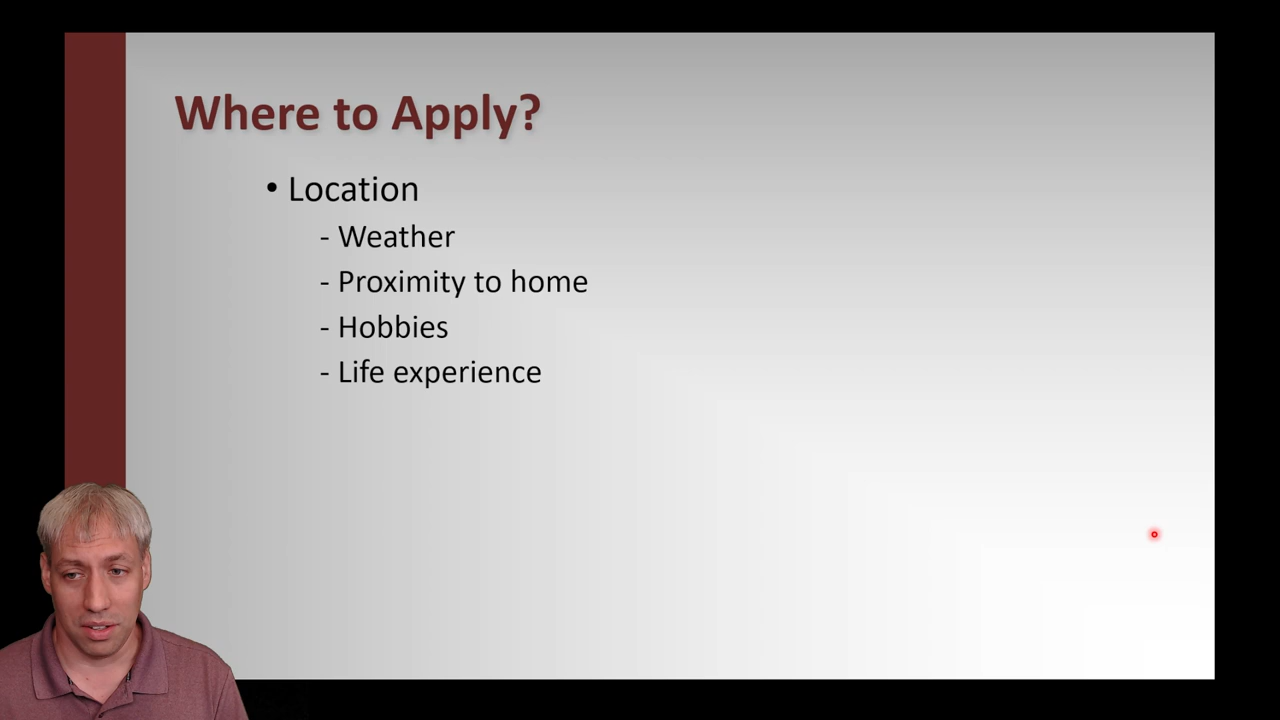 Where to Apply?
• Location
- Weather
- Proximity to home
- Hobbies
- Life experience